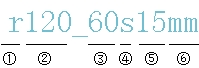 r120_60s15mm
① ② ③ ④ ⑤ ⑥